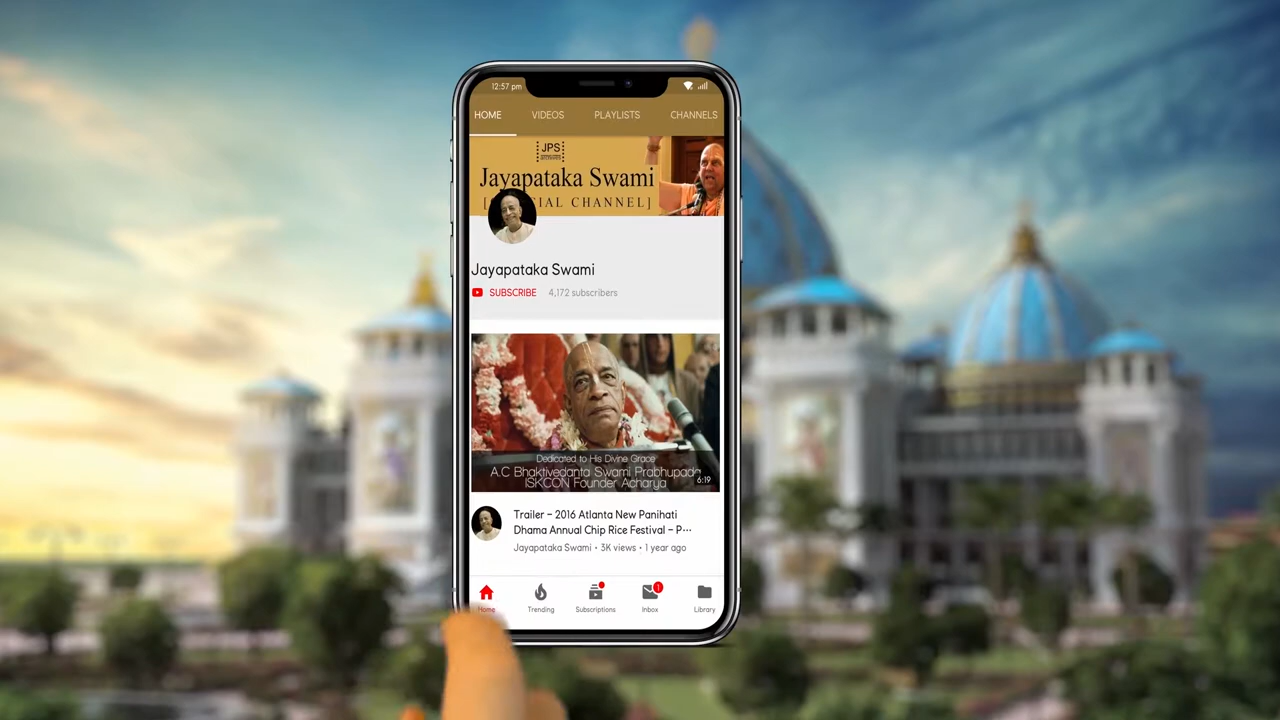 12:57 pm
HOME VIDEOS PLAYLISTS CHANNELS
JPS
Jayapataka Swami
CIAL CHANNEL]
Jayapataka Swami
SUBSCRIBE 4,172 subscribers
Dedicated to His Divine Grace
A.C Bhaktivedanta Swami Prabhupada
ISKCON Founder Acharya
6:19
Trailer – 2016 Atlanta New Panihati
Dhama Annual Chip Rice Festival – P...
Jayapataka Swami • 3K views • 1 year ago
1
Home Trending Subscriptions Inbox Library